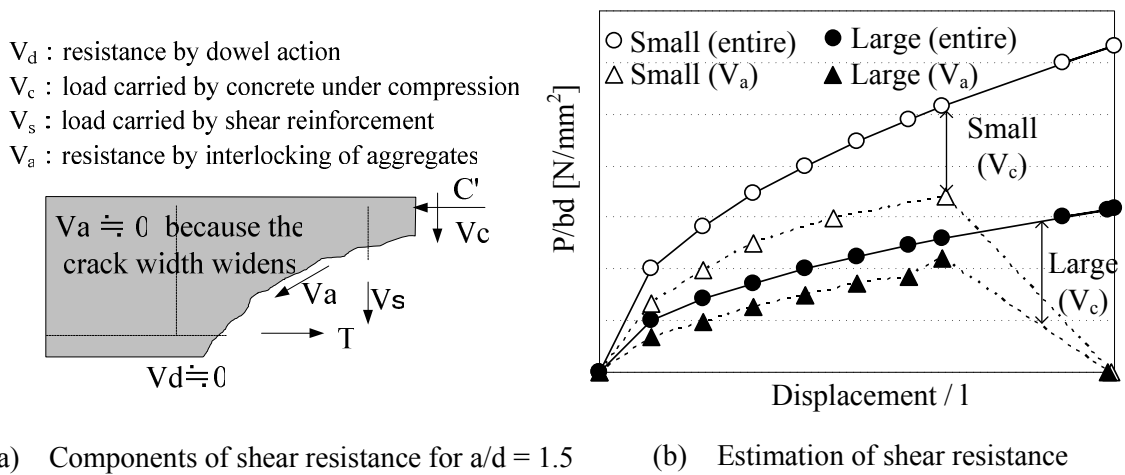 V_d : resistance by dowel action
V_c : load carried by concrete under compression
V_s : load carried by shear reinforcement
V_a : resistance by interlocking of aggregates
C'
Va ≒ 0 because the
crack width widens
Vc
Va
Vs
T
Vd≒0
Small (entire)
Large (entire)
Small (V_a)
Large (V_a)
Small
(V_c)
Large
(V_c)
P/bd [N/mm²]
Displacement / l
a) Components of shear resistance for a/d = 1.5
(b) Estimation of shear resistance